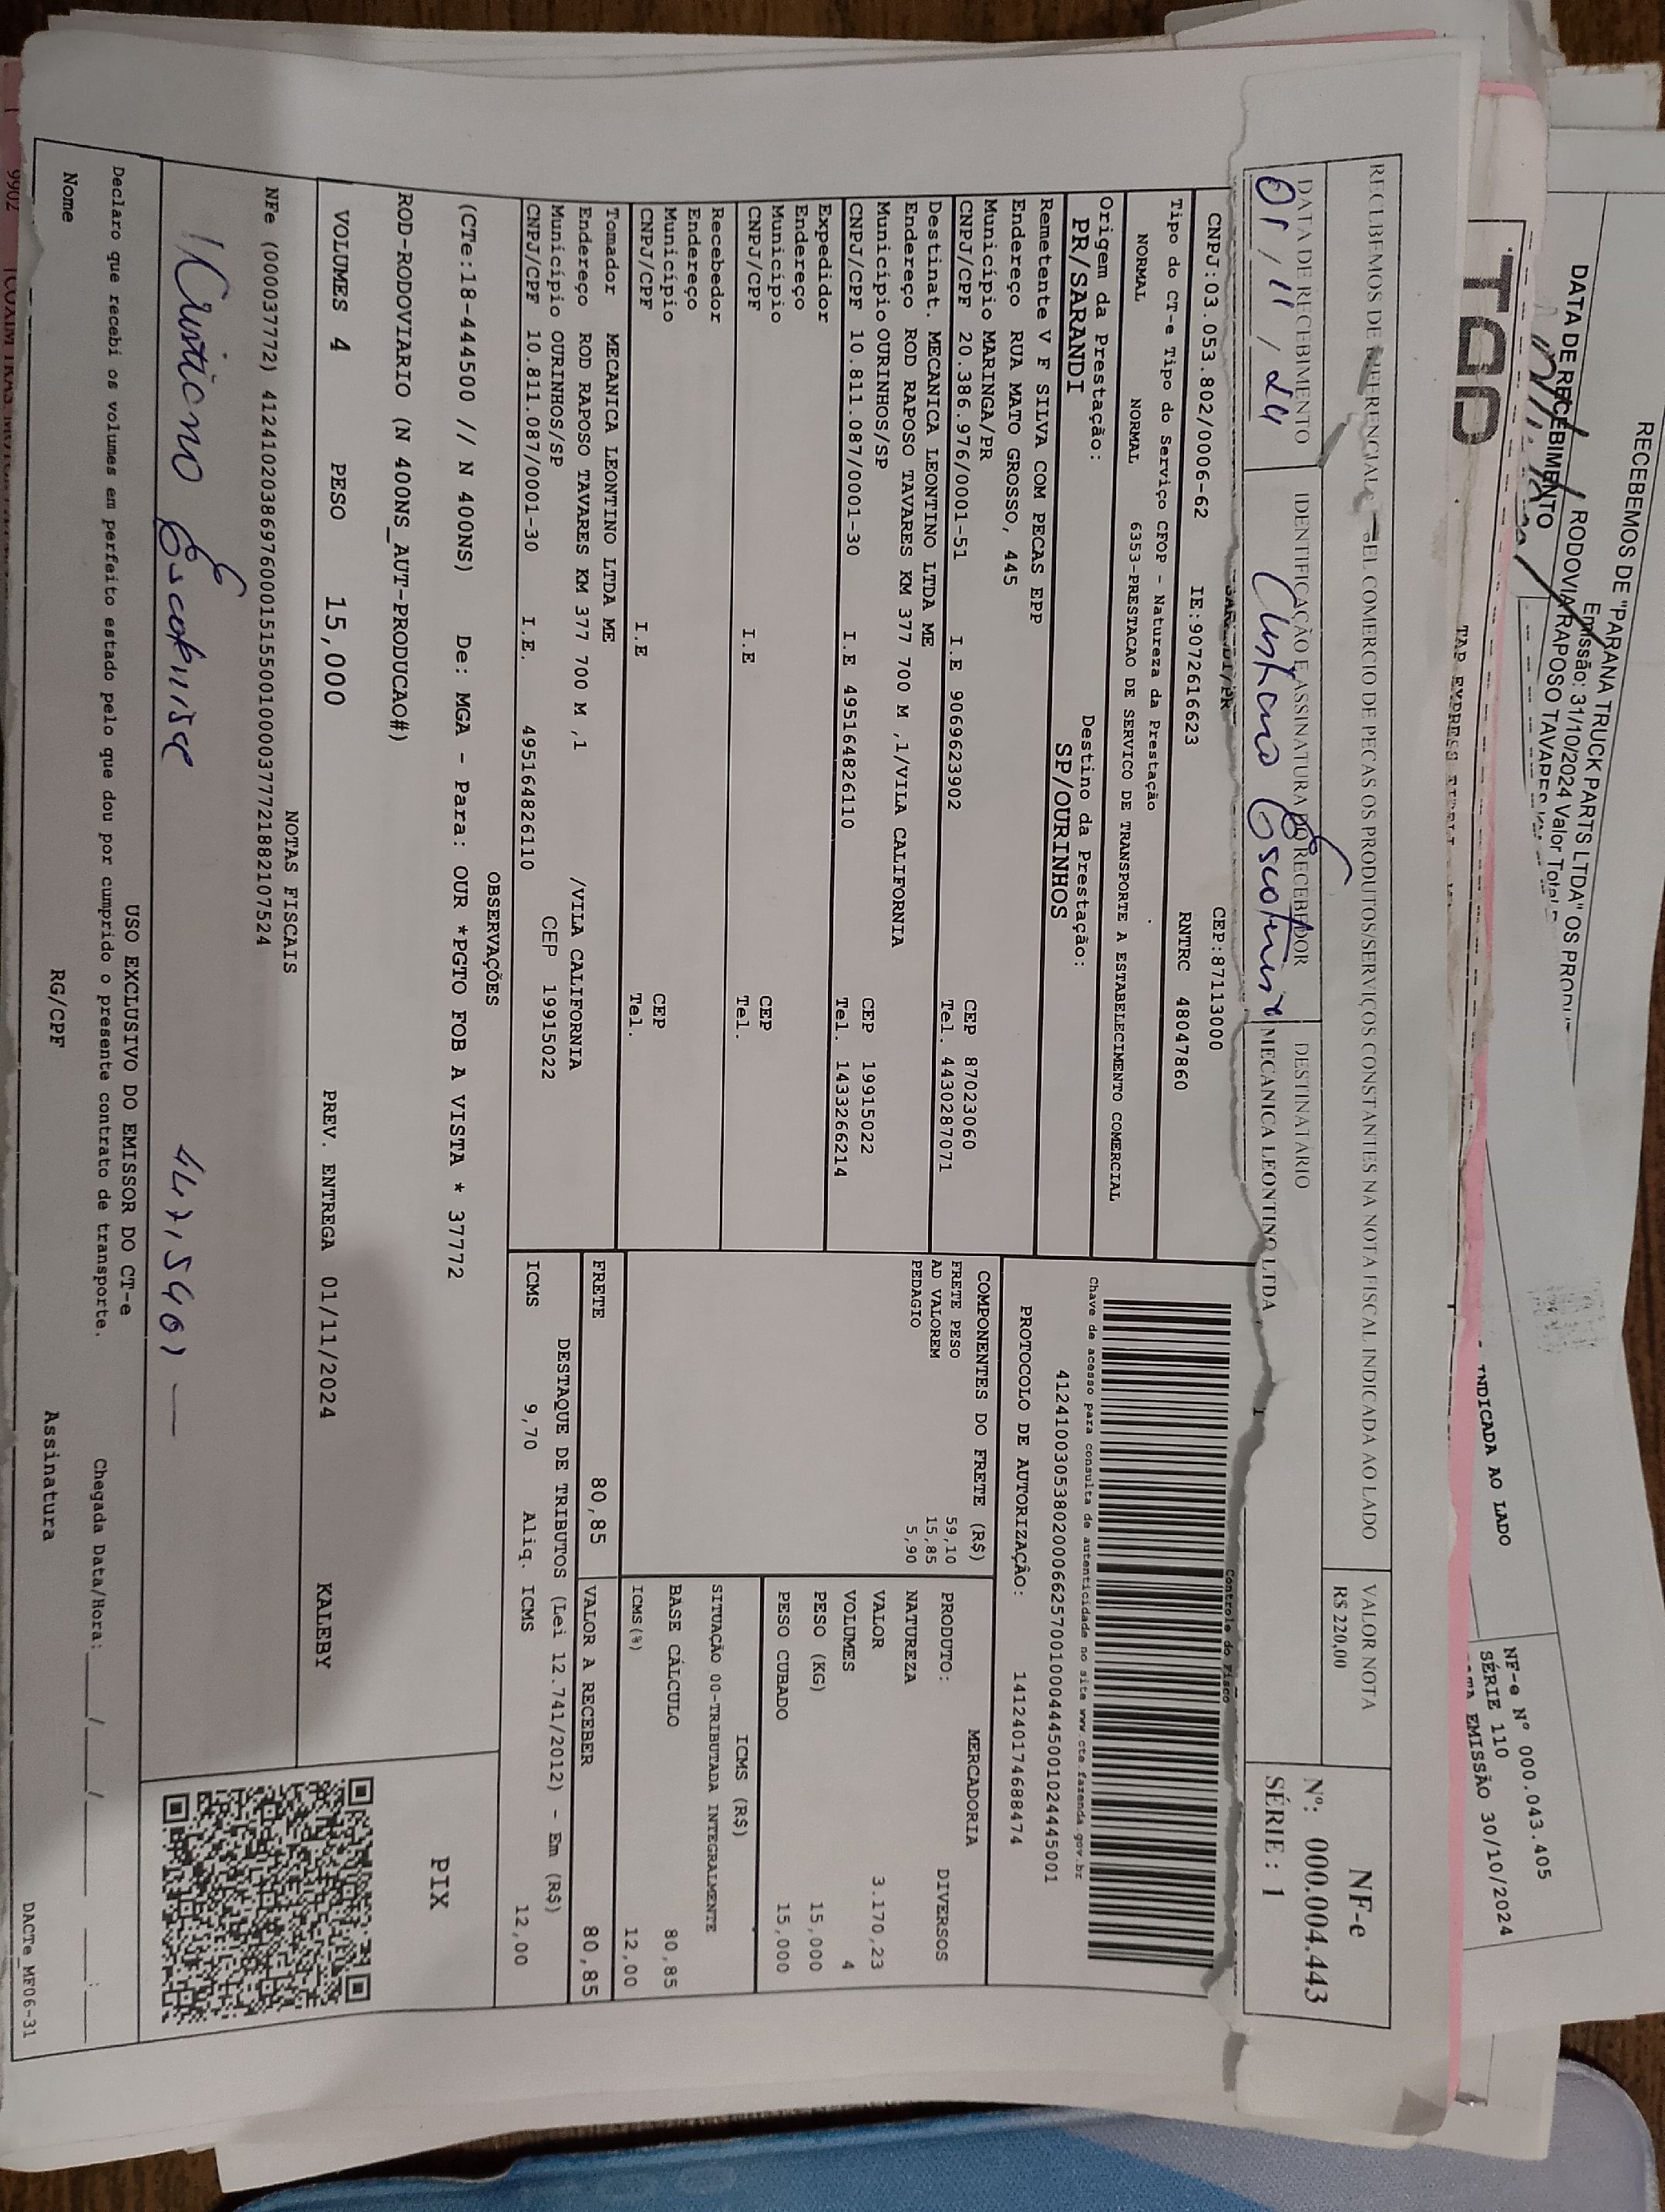 RECEBEMOS DE "PARANA TRUCK PARTS LTDA" OS
Emissão: 31/10/2024 Valor Total
/ RODOVIA RAPOSO TAVARES
DATA DE RECEBIMENTO
INDICADA AO LADO
NF-e Nº 000.043.405
SÉRIE 110
EMISSÃO 30/10/2024
TAP EXPRESS
RECEBEMOS DE COMERCIO DE PECAS OS PRODUTOS/SERVIÇOS CONSTANTES NA NOTA FISCAL INDICADA AO LADO
VALOR NOTA
R$ 220,00
NF-e
Nº: 000.004.443
SÉRIE : 1
DATA DE RECEBIMENTO
01/11/24
IDENTIFICAÇÃO E ASSINATURA DO RECEBEDOR
DESTINATÁRIO
MECANICA LEONTINO LTDA
CEP:87113000
CNPJ:03.053.802/0006-62 IE:9072616623 RNTRC 48047860
Controle do Fisco
Tipo do CT-e Tipo do Serviço CFOP - Natureza da Prestação
NORMAL NORMAL 6353-PRESTACAO DE SERVICO DE TRANSPORTE A ESTABELECIMENTO COMERCIAL
Chave de acesso para consulta de autenticidade no site www.cte.fazenda.gov.br
41241003053802000662570010004445001024445001
Origem da Prestação: Destino da Prestação:
PR/SARANDI SP/OURINHOS
PROTOCOLO DE AUTORIZAÇÃO: 141240174688474
Remetente V F SILVA COM PECAS EPP
Endereço RUA MATO GROSSO, 445
Município MARINGA/PR CEP 87023060
CNPJ/CPF 20.386.976/0001-51 I.E 9069623902 Tel. 4430287071
Destinat. MECANICA LEONTINO LTDA ME
Endereço ROD RAPOSO TAVARES KM 377 700 M ,1/VILA CALIFORNIA
Município OURINHOS/SP CEP 19915022
CNPJ/CPF 10.811.087/0001-30 I.E 495164826110 Tel. 1433266214
Expedidor
Endereço
Município CEP
CNPJ/CPF I.E Tel.
Recebedor
Endereço
Município CEP
CNPJ/CPF I.E Tel.
Tomador MECANICA LEONTINO LTDA ME
Endereço ROD RAPOSO TAVARES KM 377 700 M ,1 /VILA CALIFORNIA
Município OURINHOS/SP CEP 19915022
CNPJ/CPF 10.811.087/0001-30 I.E. 495164826110
COMPONENTES DO FRETE (R$)
FRETE PESO 59,10
AD VALOREM 15,85
PEDAGIO 5,90
MERCADORIA
PRODUTO: DIVERSOS
NATUREZA
VALOR 3.170,23
VOLUMES 4
PESO (KG) 15,000
PESO CUBADO 15,000
ICMS (R$)
SITUAÇÃO 00-TRIBUTADA INTEGRALMENTE
BASE CÁLCULO 80,85
ICMS(%) 12,00
FRETE 80,85 VALOR A RECEBER 80,85
DESTAQUE DE TRIBUTOS (Lei 12.741/2012) - Em (R$)
ICMS 9,70 Aliq. ICMS 12,00
OBSERVAÇÕES
(CTe:18-444500 // N 400NS) De: MGA - Para: OUR *PGTO FOB A VISTA * 37772
ROD-RODOVIARIO (N 400NS_AUT-PRODUCAO#)
PIX
VOLUMES 4 PESO 15,000 PREV. ENTREGA 01/11/2024 KALEBY
NOTAS FISCAIS
NFe (000037772) 41241020386976000151550010000377721882107524
USO EXCLUSIVO DO EMISSOR DO CT-e
Declaro que recebi os volumes em perfeito estado pelo que dou por cumprido o presente contrato de transporte. Chegada Data/Hora: ____/____/____ ____:____
Nome RG/CPF Assinatura
DACTe_MF06-31
9902